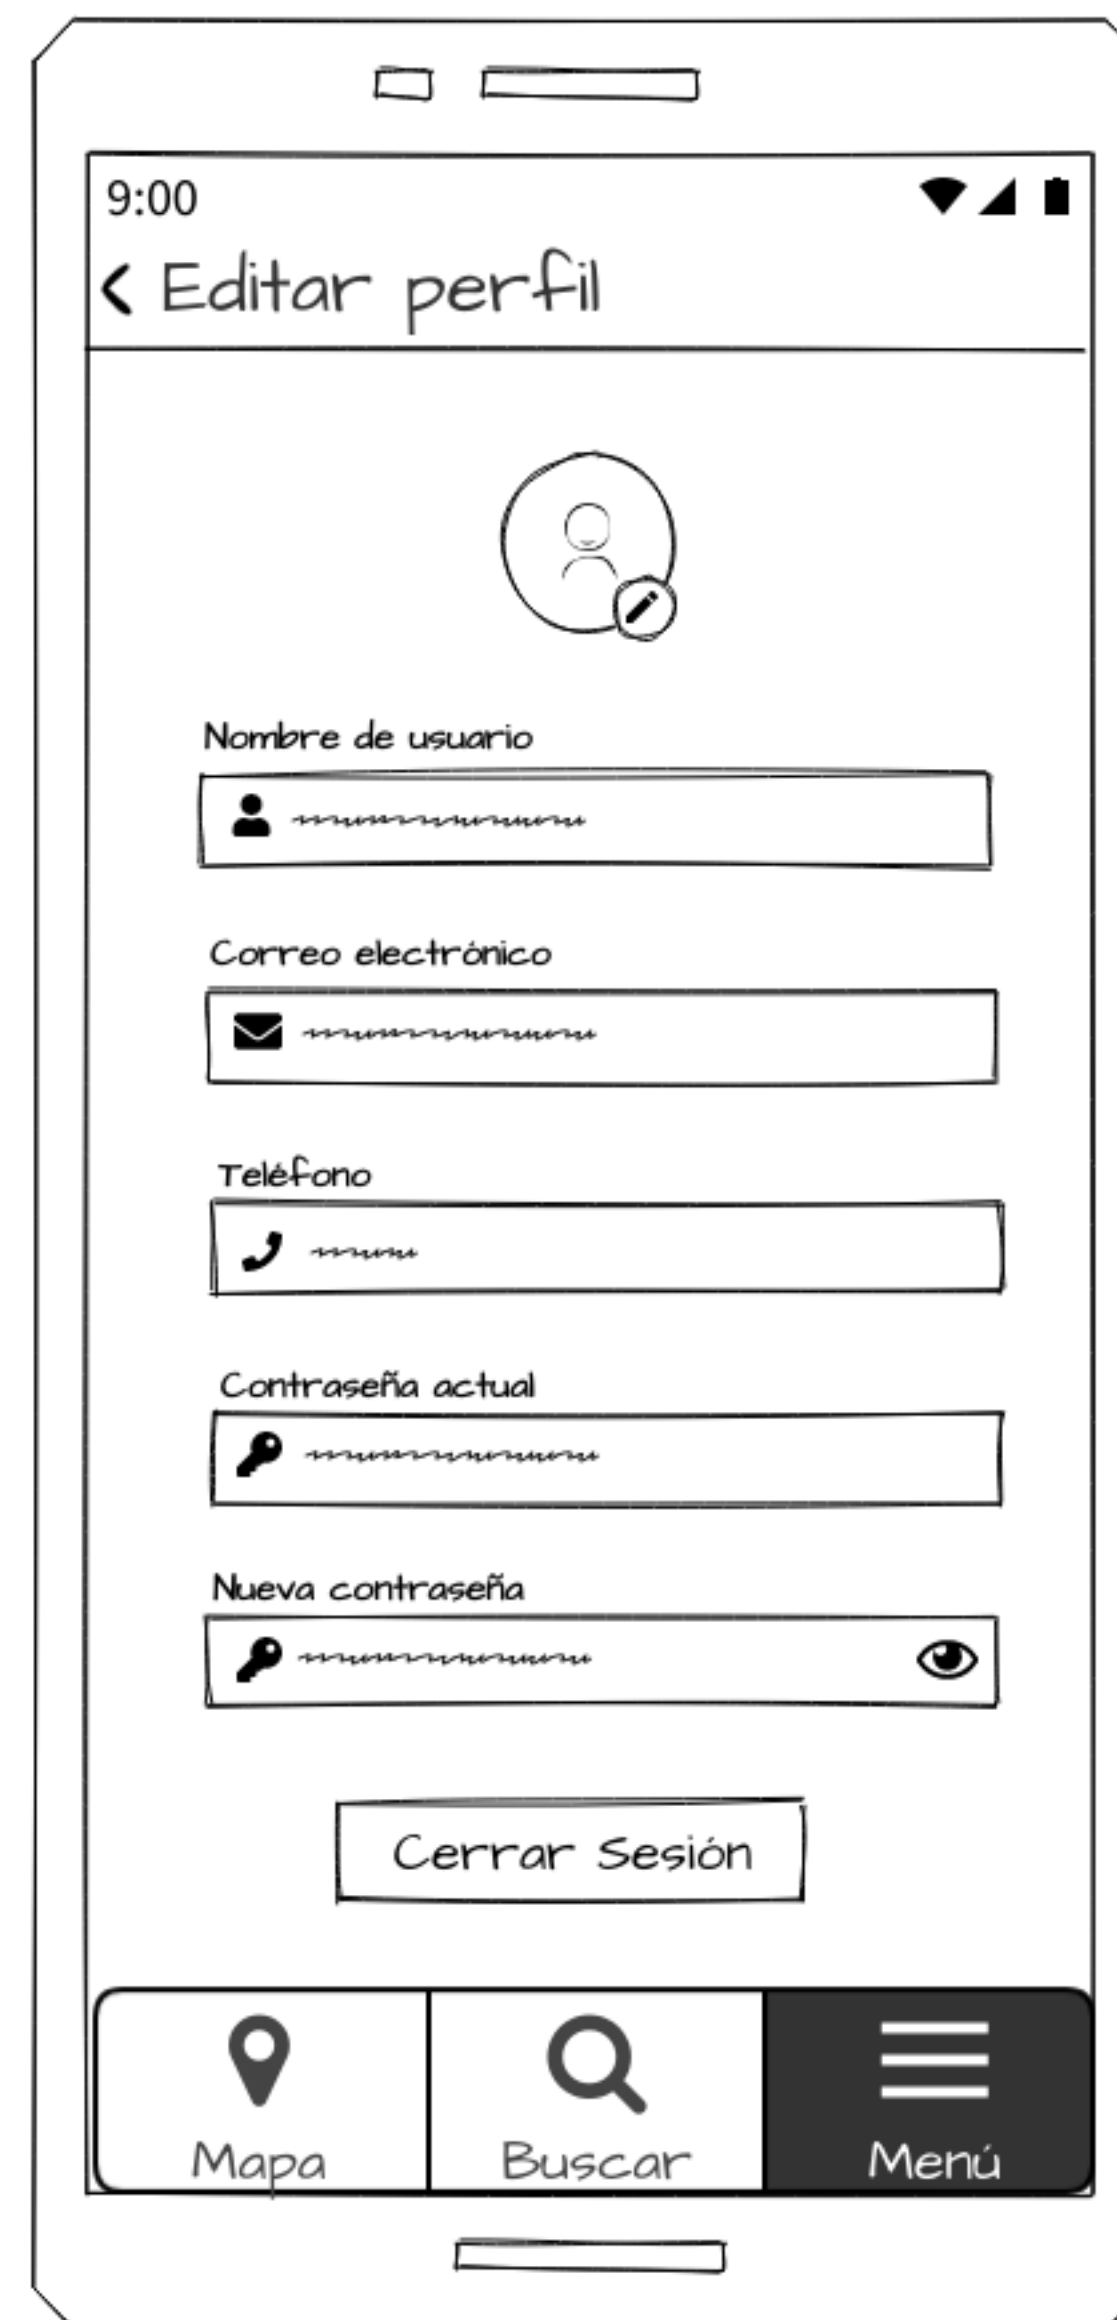 9:00
Editar perfil
Nombre de usuario
Correo electrónico
Teléfono
Contraseña actual
Nueva contraseña
Cerrar Sesión
Mapa
Buscar
Menú